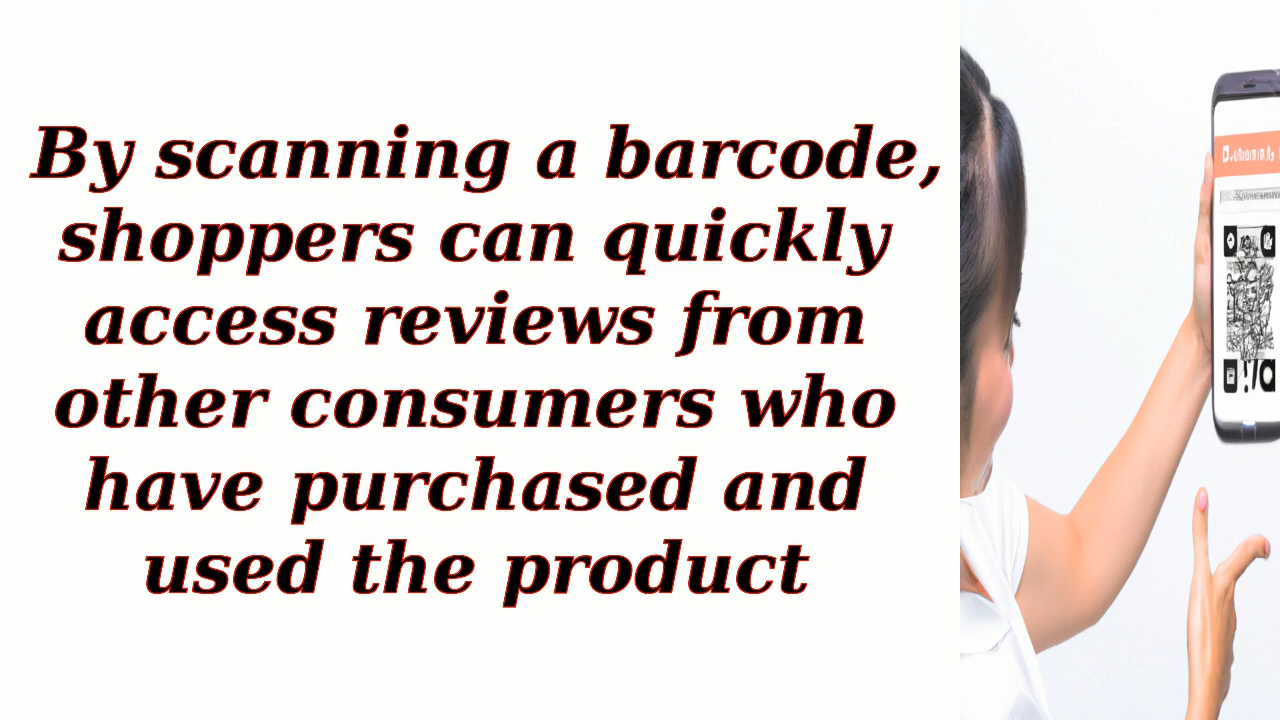 By scanning a barcode,
shoppers can quickly
access reviews from
other consumers who
have purchased and
used the product